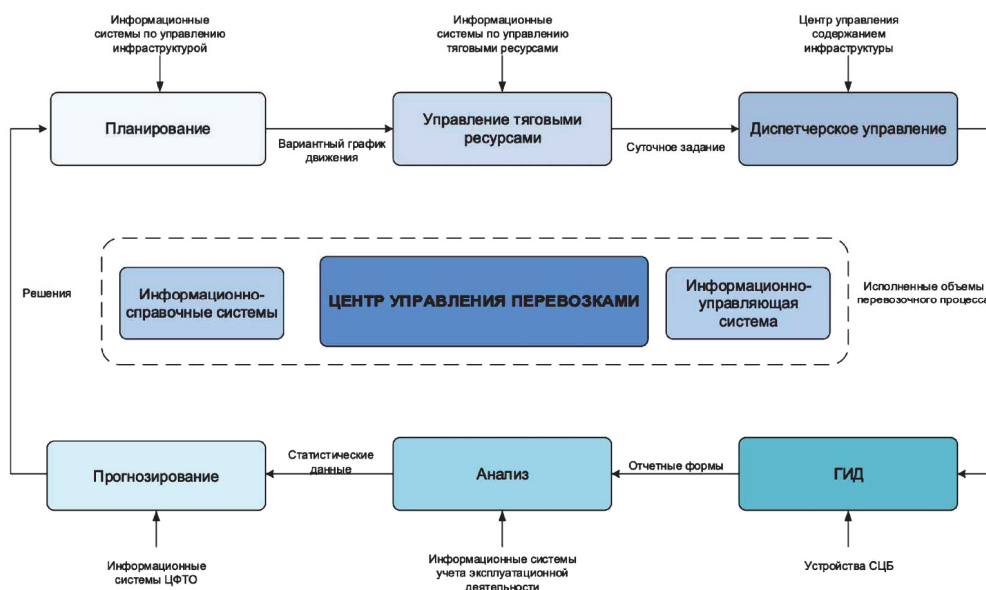 Информационные
системы по управлению
инфраструктурой
Информационные
системы по управлению
тяговыми ресурсами
Центр управления
содержанием
инфраструктуры
Планирование
Вариантный график
движения
Управление тяговыми
ресурсами
Суточное задание
Диспетчерское управление
Решения
Информационно-
справочные системы
ЦЕНТР УПРАВЛЕНИЯ ПЕРЕВОЗКАМИ
Информационно-
управляющая
система
Исполненные объемы
перевозочного процесса
Прогнозирование
Статистические
данные
Анализ
Отчетные формы
ГИД
Информационные
системы ЦФТО
Информационные системы
учета эксплуатационной
деятельности
Устройства СЦБ